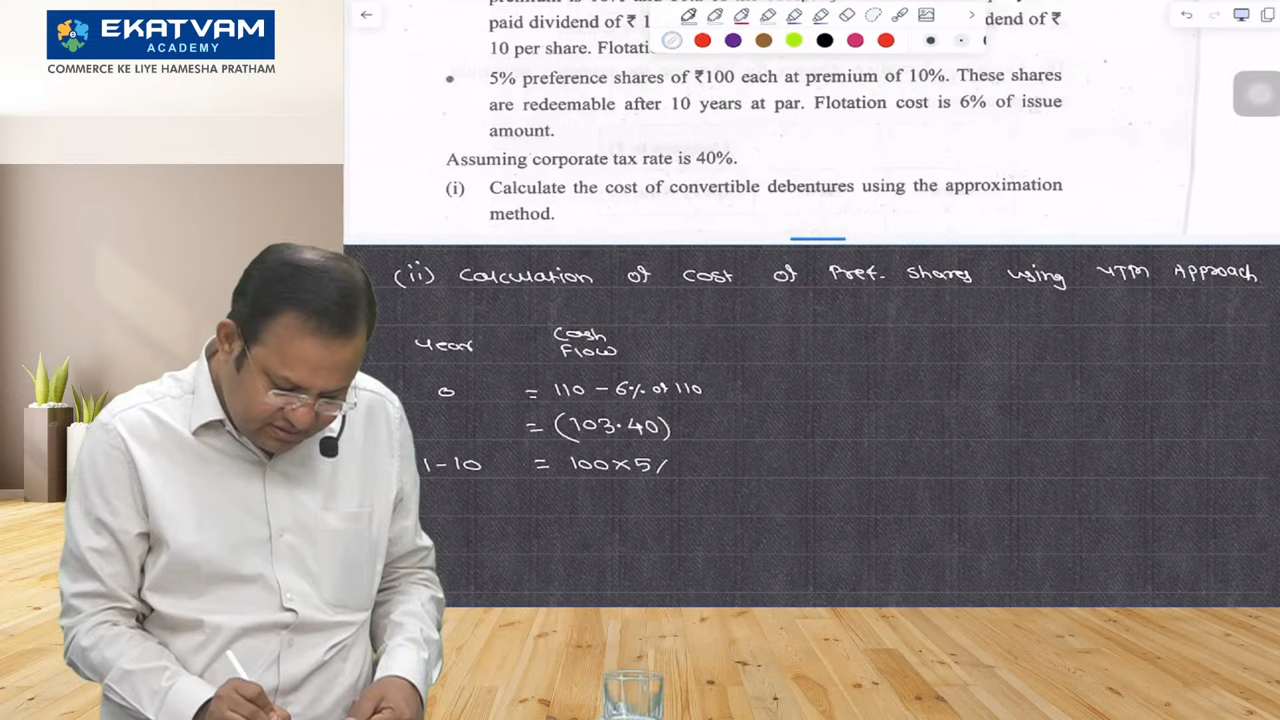 EKATVAM
ACADEMY
COMMERCE KE LIYE HAMESHA PRATHAM
paid dividend of ₹ 1 dend of ₹
10 per share. Flotati
• 5% preference shares of ₹100 each at premium of 10%. These shares
are redeemable after 10 years at par. Flotation cost is 6% of issue
amount.
Assuming corporate tax rate is 40%.
(i) Calculate the cost of convertible debentures using the approximation
method.
(ii) Calculation of cost of Pref. shares using YTM Approach
Year Cash
Flow
0 = 110 - 6% of 110
= (103.40)
1-10 = 100×5/